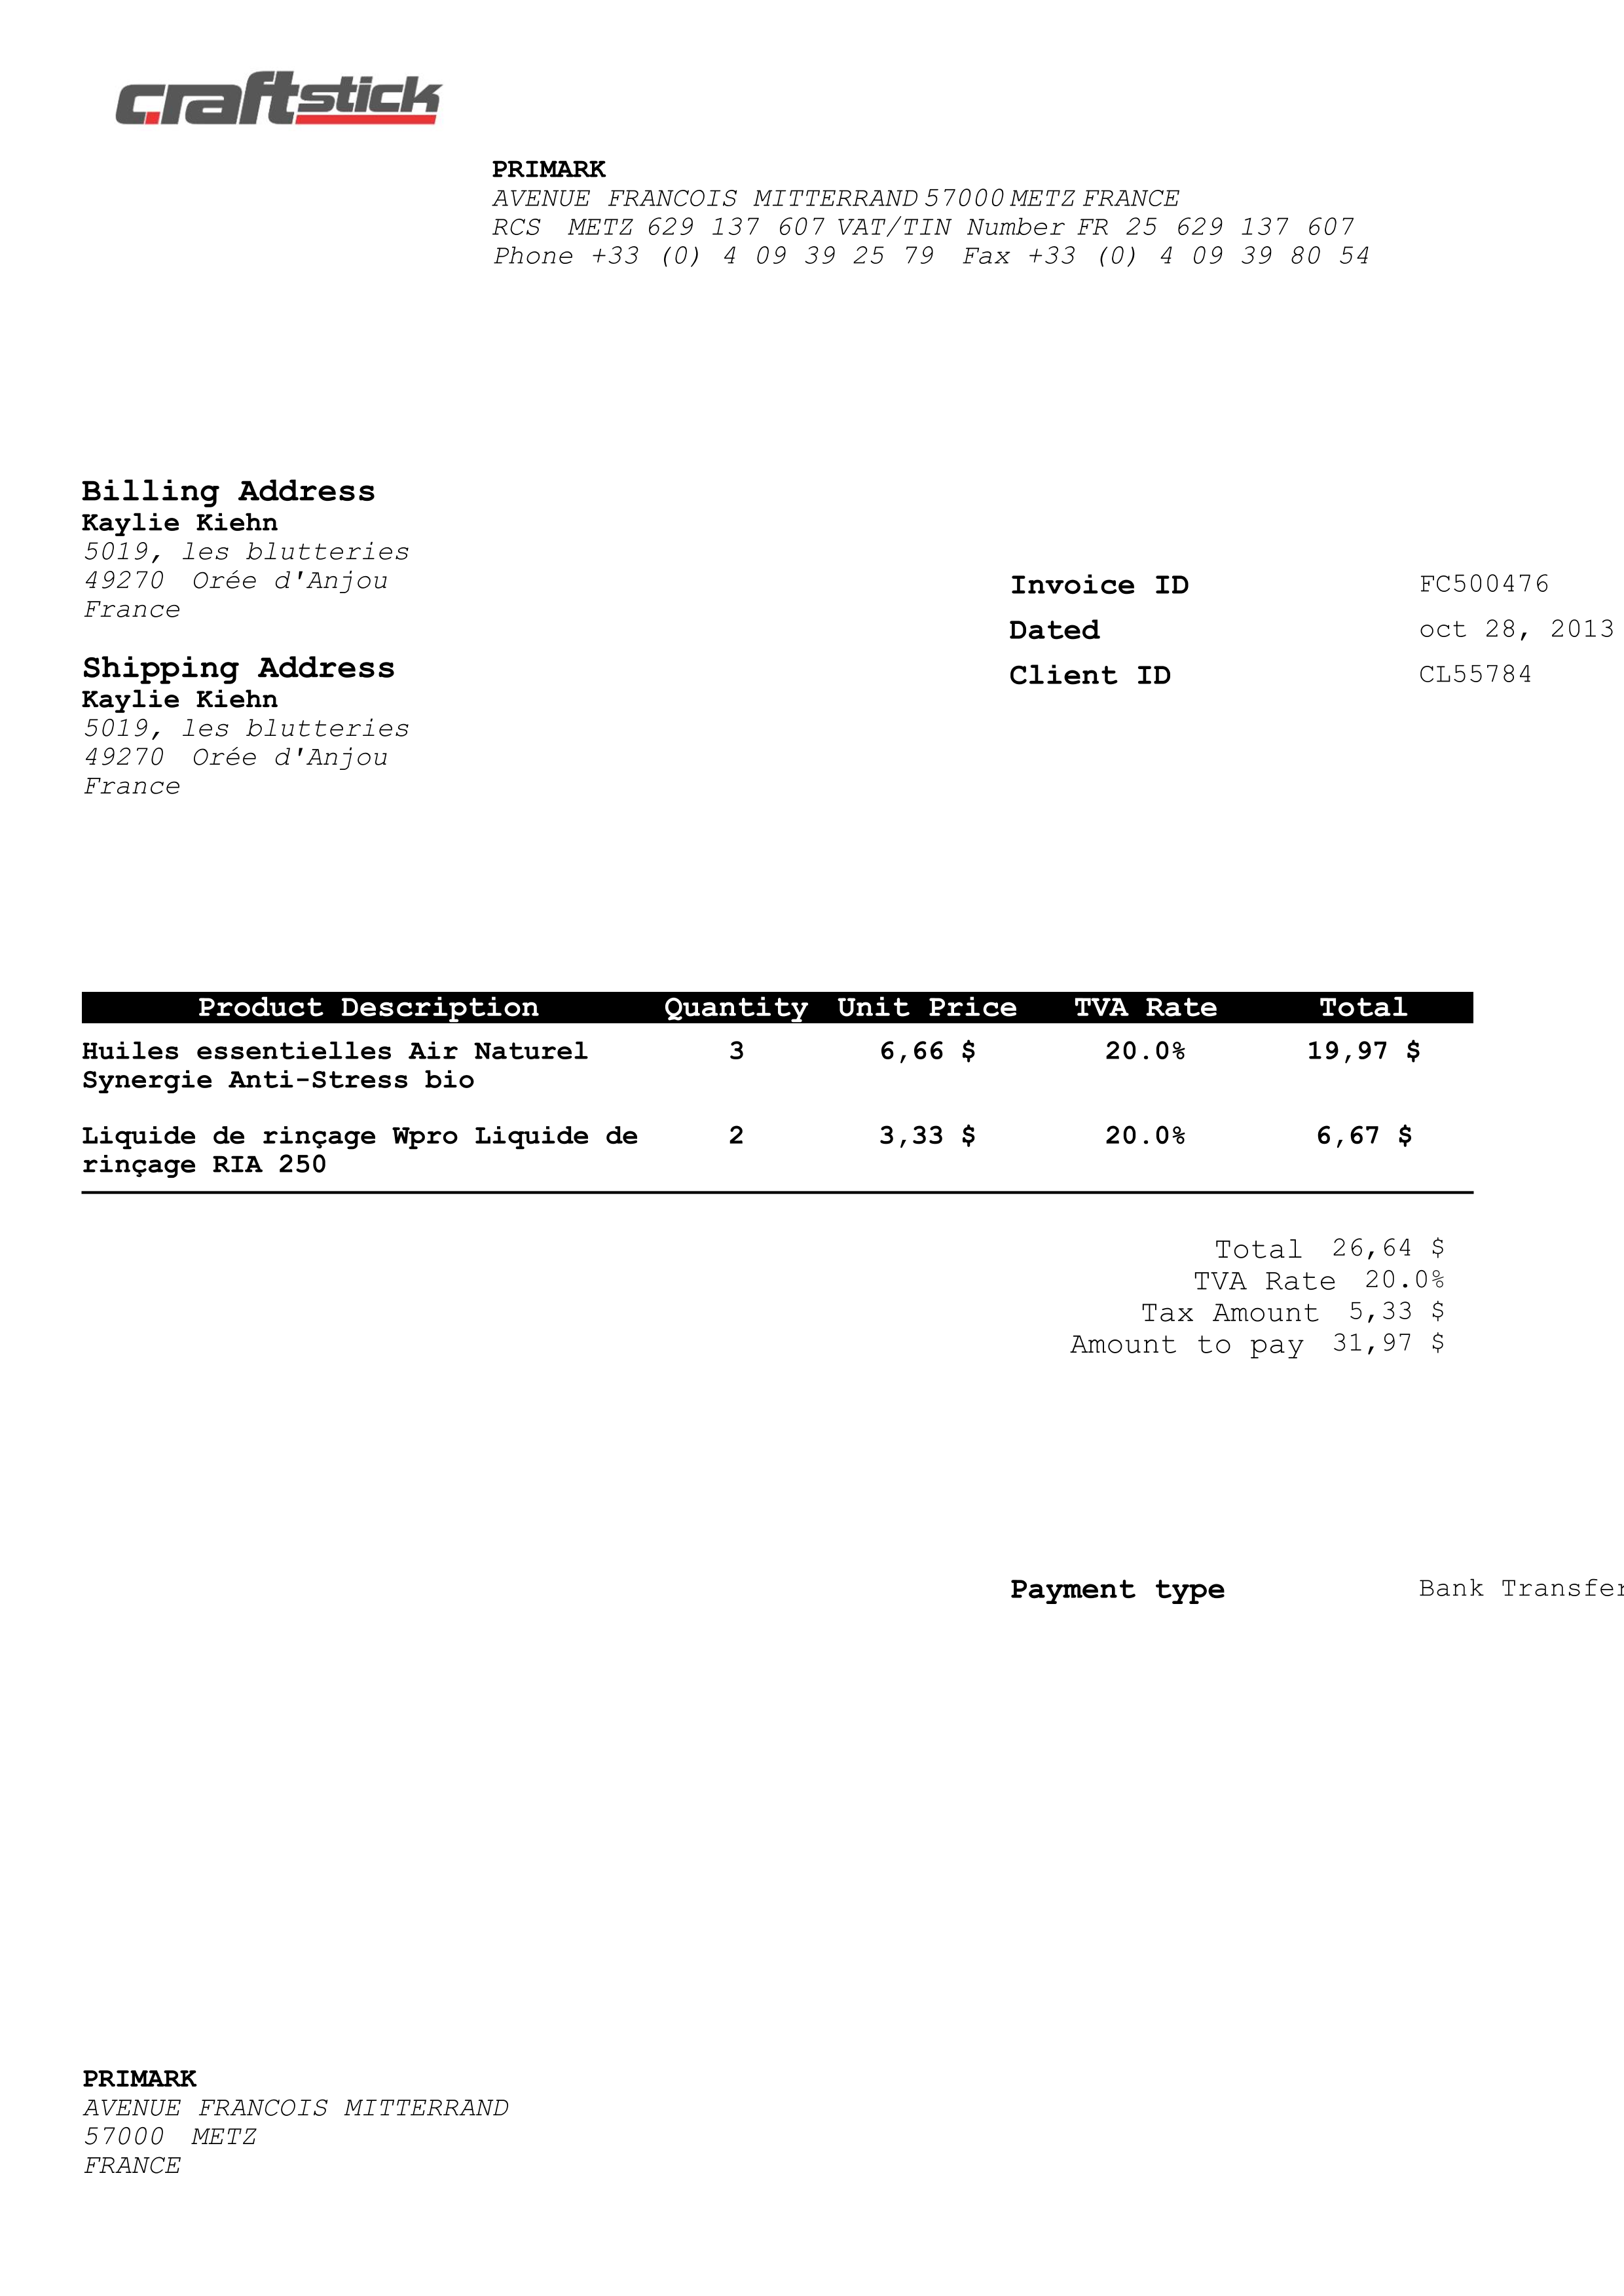 craftstick
PRIMARK
AVENUE FRANCOIS MITTERRAND 57000 METZ FRANCE
RCS METZ 629 137 607 VAT/TIN Number FR 25 629 137 607
Phone +33 (0) 4 09 39 25 79 Fax +33 (0) 4 09 39 80 54
Billing Address
Kaylie Kiehn
5019, les blutteries
49270 Orée d'Anjou
France
Invoice ID FC500476
Dated oct 28, 2013
Client ID CL55784
Shipping Address
Kaylie Kiehn
5019, les blutteries
49270 Orée d'Anjou
France
Product Description Quantity Unit Price TVA Rate Total
Huiles essentielles Air Naturel 3 6,66 $ 20.0% 19,97 $
Synergie Anti-Stress bio
Liquide de rinçage Wpro Liquide de 2 3,33 $ 20.0% 6,67 $
rinçage RIA 250
Total 26,64 $
TVA Rate 20.0%
Tax Amount 5,33 $
Amount to pay 31,97 $
Payment type Bank Transfer
PRIMARK
AVENUE FRANCOIS MITTERRAND
57000 METZ
FRANCE